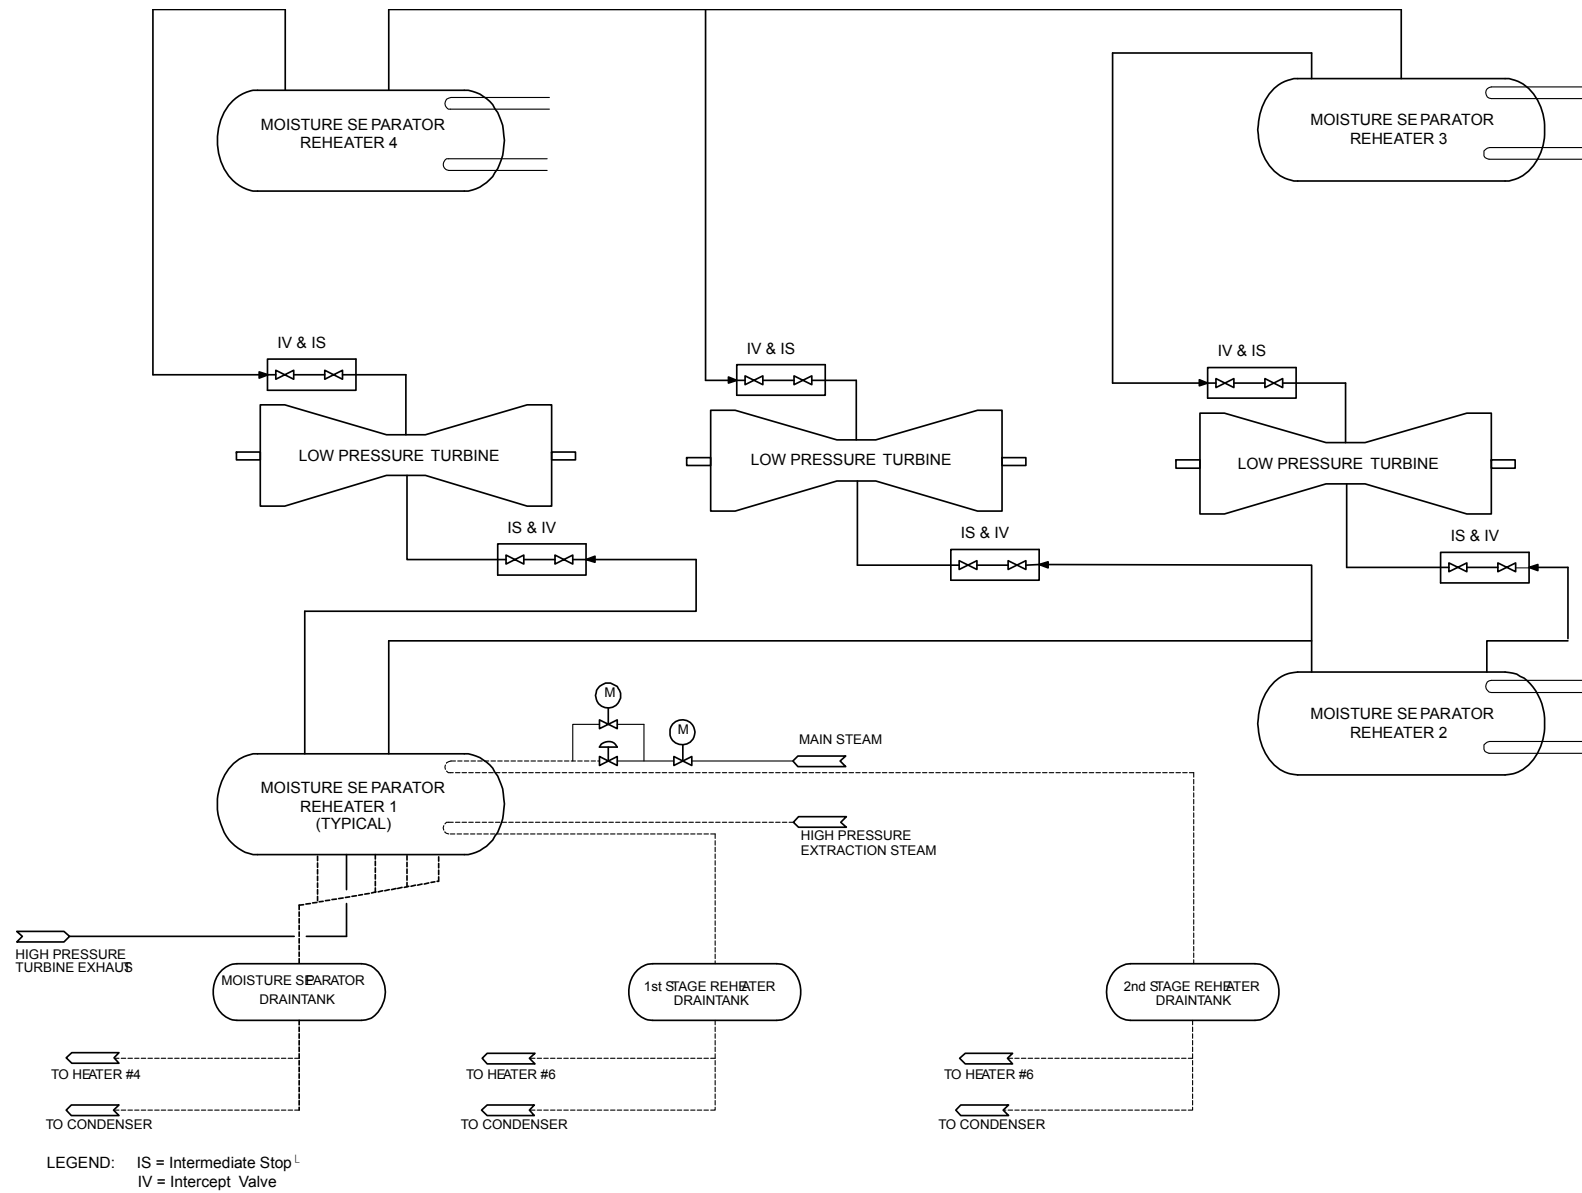 MOISTURE SEPARATOR
REHEATER 4
MOISTURE SEPARATOR
REHEATER 3
IV & IS
IV & IS
IV & IS
LOW PRESSURE TURBINE
LOW PRESSURE TURBINE
LOW PRESSURE TURBINE
IS & IV
IS & IV
IS & IV
M
M
MAIN STEAM
MOISTURE SEPARATOR
REHEATER 2
MOISTURE SEPARATOR
REHEATER 1
(TYPICAL)
HIGH PRESSURE
EXTRACTION STEAM
HIGH PRESSURE
TURBINE EXHAUTS
MOISTURE SEPARATOR
DRAINTANK
1st STAGE REHEATER
DRAINTANK
2nd STAGE REHEATER
DRAINTANK
TO HEATER #4
TO HEATER #6
TO HEATER #6
TO CONDENSER
TO CONDENSER
TO CONDENSER
LEGEND: IS = Intermediate Stop L
IV = Intercept Valve